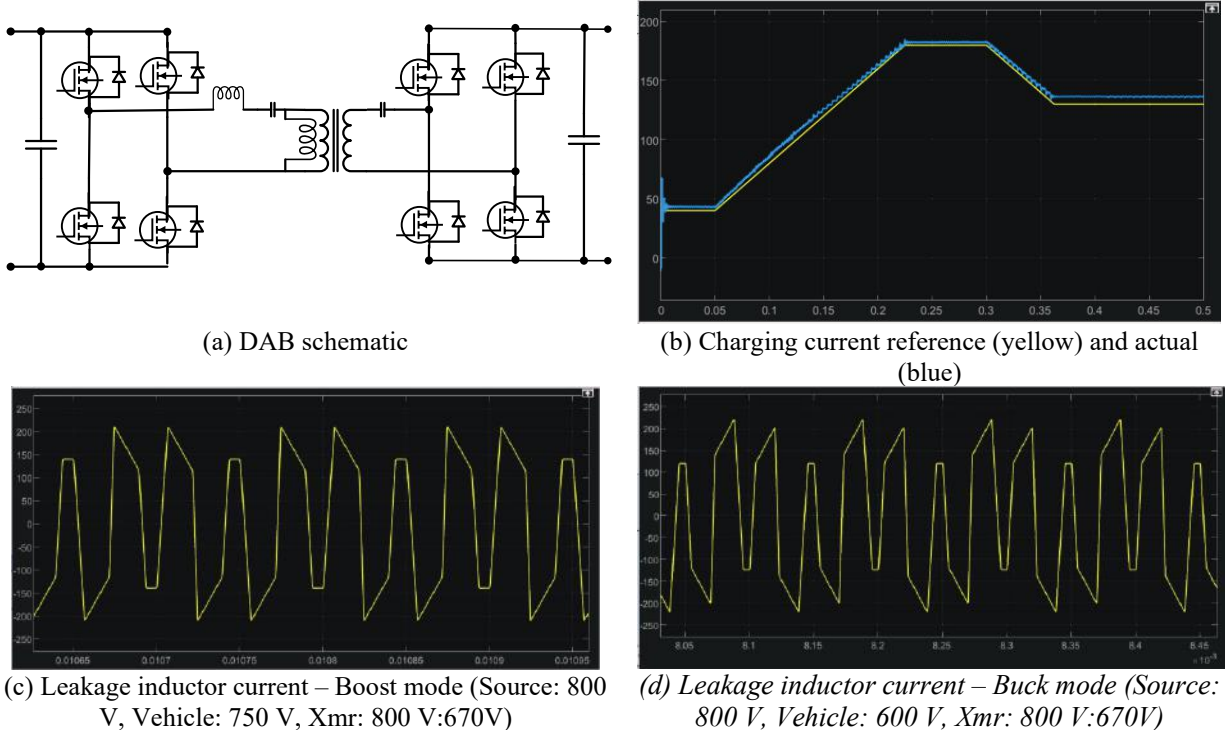 (a) DAB schematic
200
150
100
50
0
0 0.05 0.1 0.15 0.2 0.25 0.3 0.35 0.4 0.45 0.5
(b) Charging current reference (yellow) and actual
(blue)
250
200
150
100
50
0
-50
-100
-150
-200
-250
0.01065 0.0107 0.01075 0.0108 0.01085 0.0109 0.01095
(c) Leakage inductor current – Boost mode (Source: 800
V, Vehicle: 750 V, Xmr: 800 V:670V)
250
200
150
100
50
0
-50
-100
-150
-200
-250
8.05 8.1 8.15 8.2 8.25 8.3 8.35 8.4 8.45
×10⁻³
(d) Leakage inductor current – Buck mode (Source:
800 V, Vehicle: 600 V, Xmr: 800 V:670V)